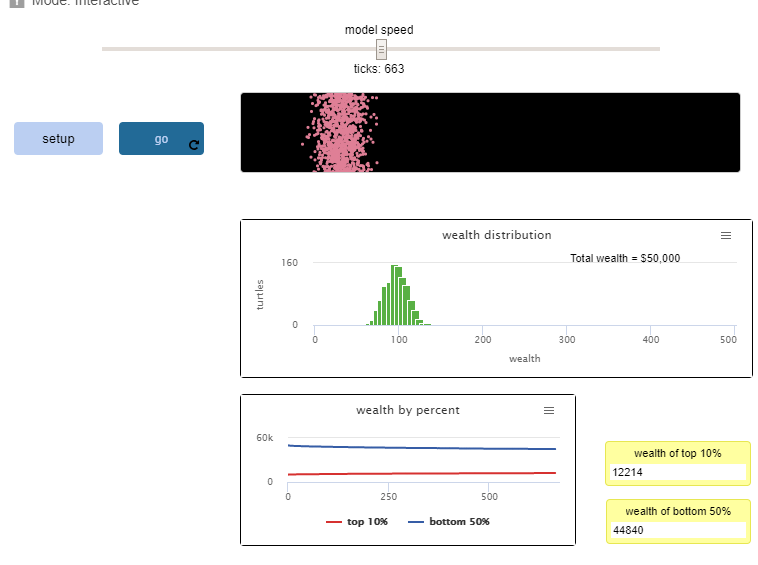 Mode: Interactive
model speed
ticks: 663
setup
go
wealth distribution
Total wealth = $50,000
160
turtles
0
0 100 200 300 400 500
wealth
wealth by percent
60k
0
0 250 500
top 10% bottom 50%
wealth of top 10%
12214
wealth of bottom 50%
44840